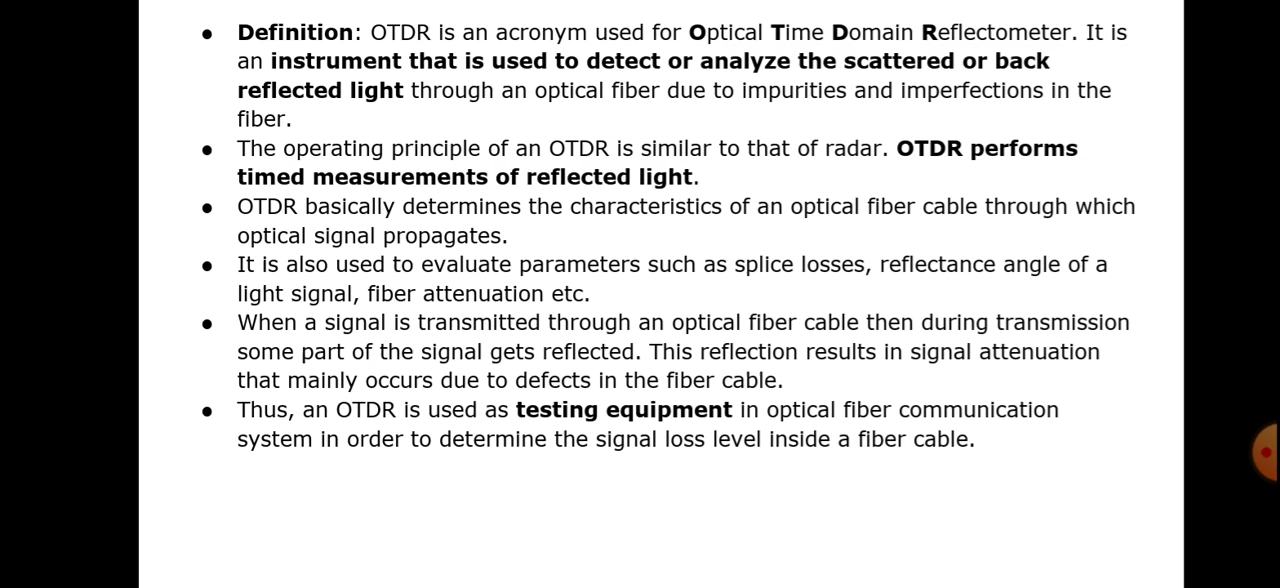 ● Definition: OTDR is an acronym used for Optical Time Domain Reflectometer. It is
an instrument that is used to detect or analyze the scattered or back
reflected light through an optical fiber due to impurities and imperfections in the
fiber.
● The operating principle of an OTDR is similar to that of radar. OTDR performs
timed measurements of reflected light.
● OTDR basically determines the characteristics of an optical fiber cable through which
optical signal propagates.
● It is also used to evaluate parameters such as splice losses, reflectance angle of a
light signal, fiber attenuation etc.
● When a signal is transmitted through an optical fiber cable then during transmission
some part of the signal gets reflected. This reflection results in signal attenuation
that mainly occurs due to defects in the fiber cable.
● Thus, an OTDR is used as testing equipment in optical fiber communication
system in order to determine the signal loss level inside a fiber cable.